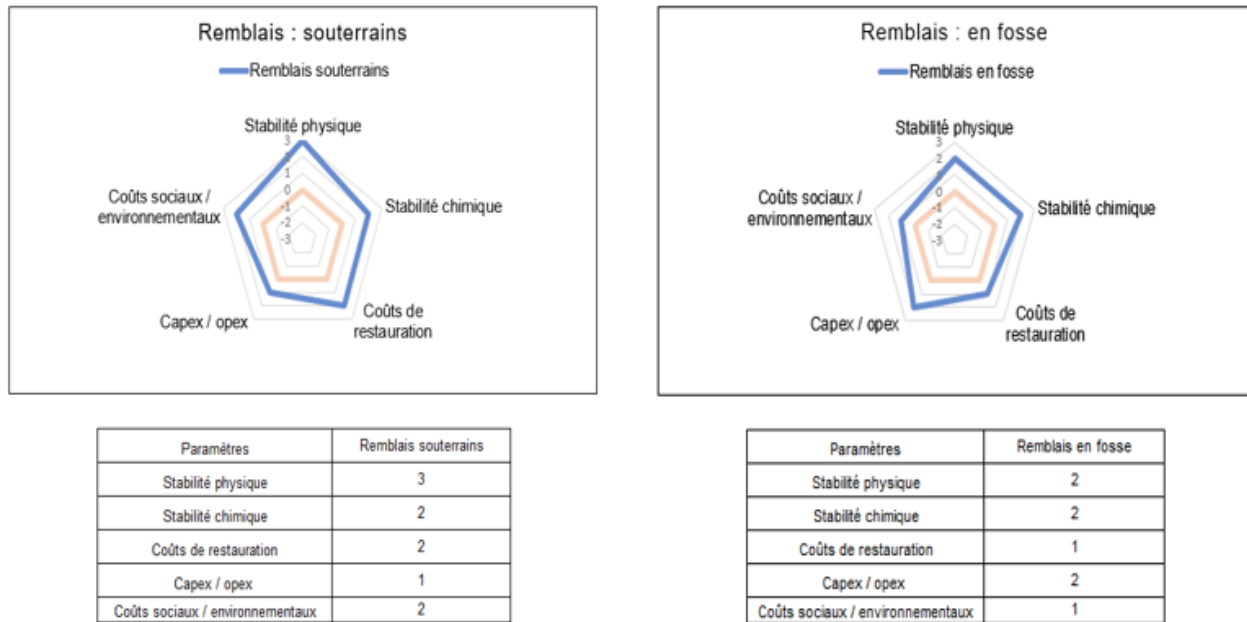 Remblais : souterrains
Remblais souterrains
Stabilité physique
3
2
1
0
-1
-2
-3
Coûts sociaux /
environnementaux
Stabilité chimique
Capex / opex
Coûts de
restauration
Paramètres Remblais souterrains
Stabilité physique 3
Stabilité chimique 2
Coûts de restauration 2
Capex / opex 1
Coûts sociaux / environnementaux 2
Remblais : en fosse
Remblais en fosse
Stabilité physique
3
2
1
0
-1
-2
-3
Coûts sociaux /
environnementaux
Stabilité chimique
Capex / opex
Coûts de
restauration
Paramètres Remblais en fosse
Stabilité physique 2
Stabilité chimique 2
Coûts de restauration 1
Capex / opex 2
Coûts sociaux / environnementaux 1